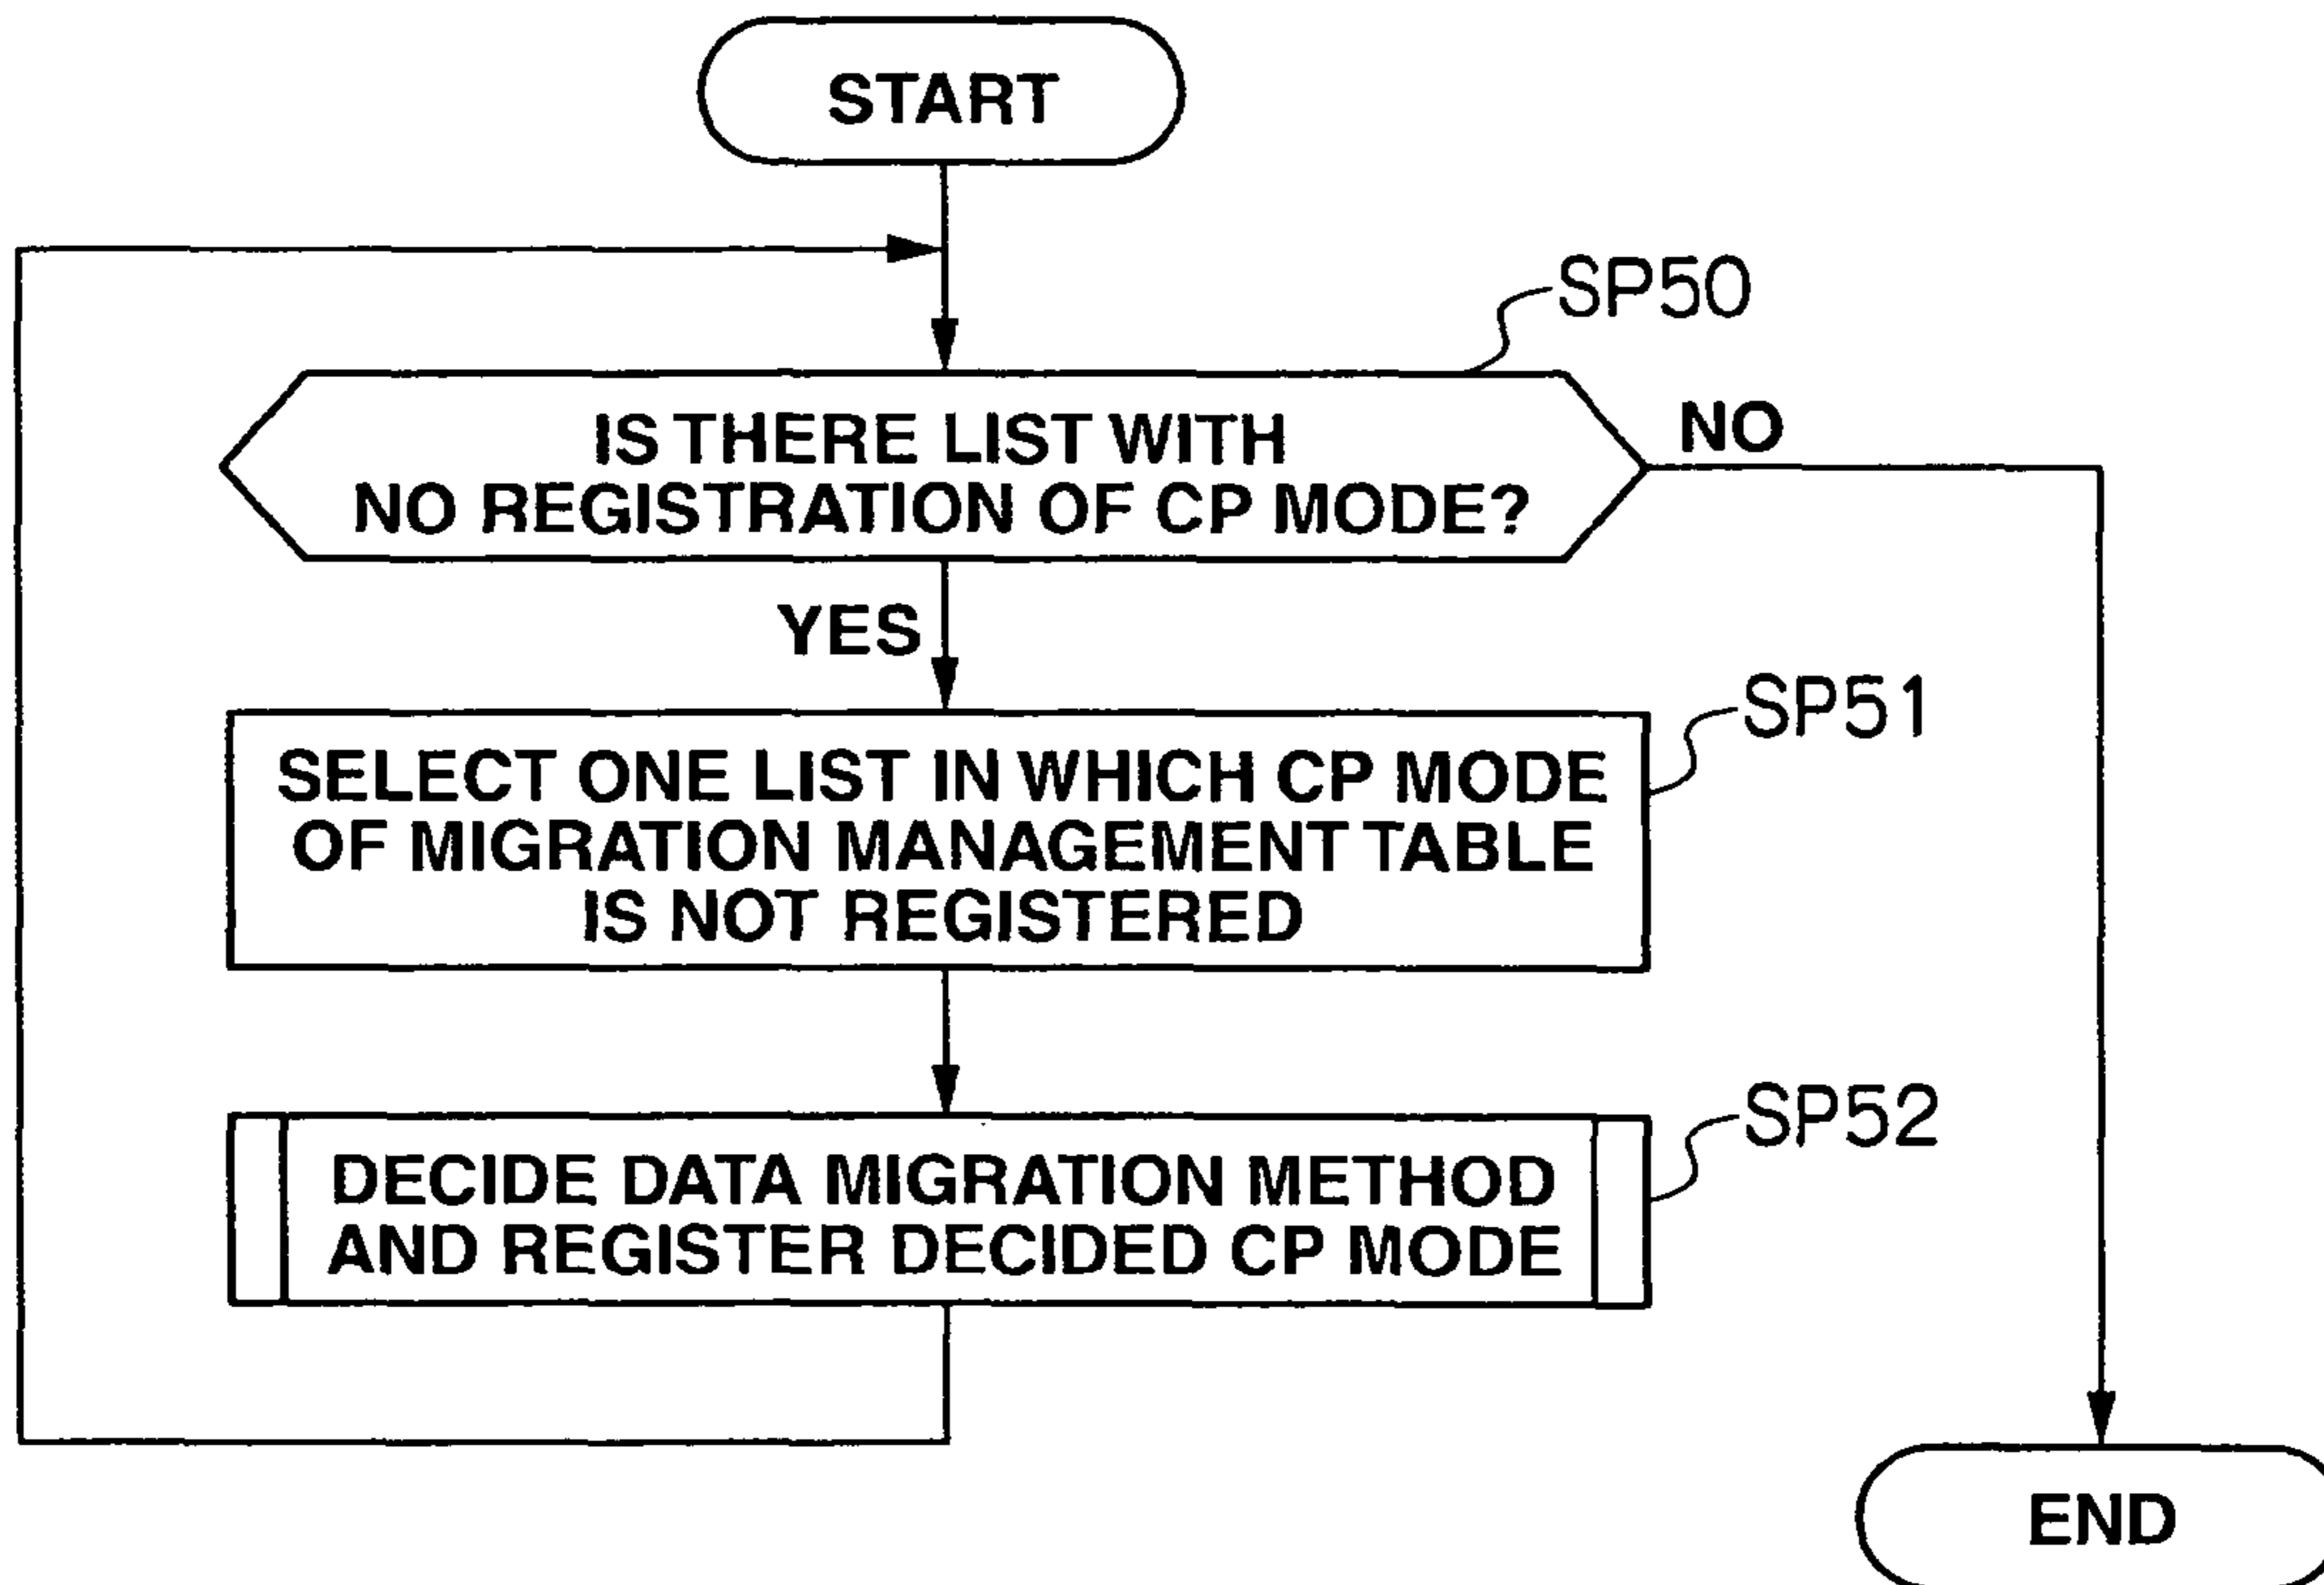 START
SP50
IS THERE LIST WITH
NO REGISTRATION OF CP MODE?
NO
YES
SP51
SELECT ONE LIST IN WHICH CP MODE
OF MIGRATION MANAGEMENT TABLE
IS NOT REGISTERED
SP52
DECIDE DATA MIGRATION METHOD
AND REGISTER DECIDED CP MODE
END